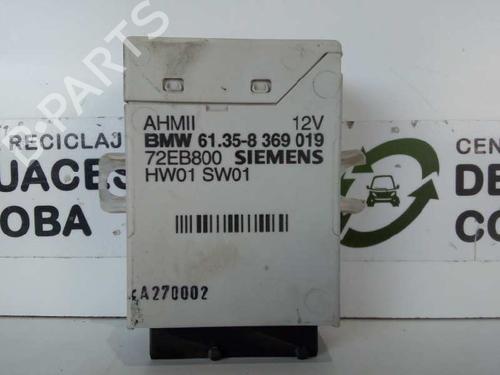 B-PARTS
AHMII 12V
BMW 61.35-8 369 019
72EB800 SIEMENS
HW01 SW01
A270002
RECICLAJ
UACES
OBA
CEN
DE
CO